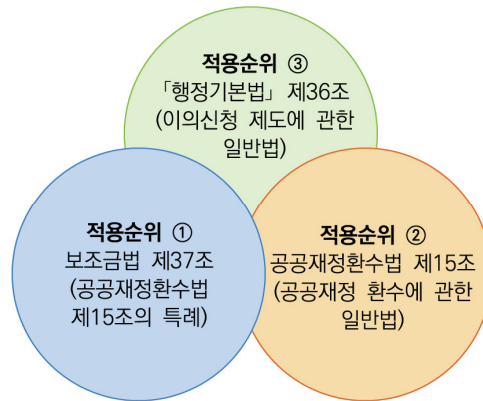 적용순위 ③
「행정기본법」 제36조
(이의신청 제도에 관한
일반법)
적용순위 ①
보조금법 제37조
(공공재정환수법
제15조의 특례)
적용순위 ②
공공재정환수법 제15조
(공공재정 환수에 관한
일반법)